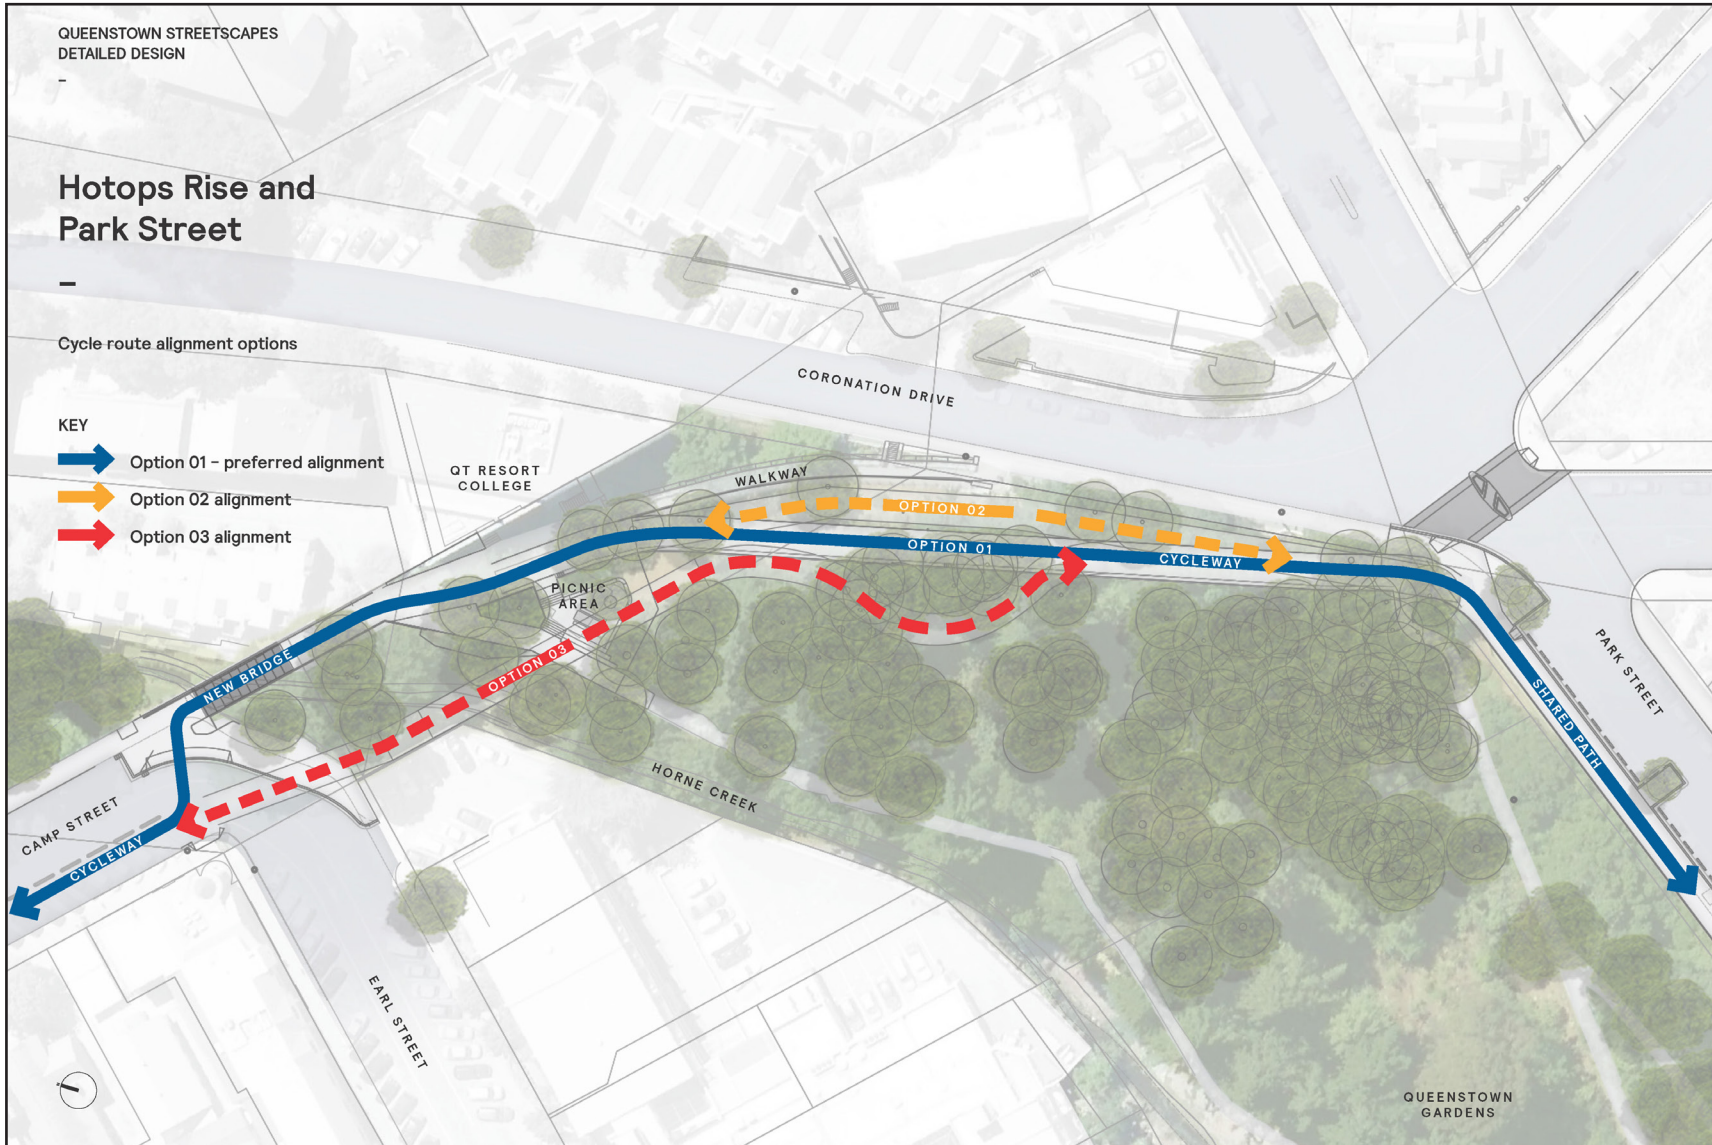 QUEENSTOWN STREETSCAPES
DETAILED DESIGN
–
Hotops Rise and
Park Street
–
Cycle route alignment options
KEY
Option 01 – preferred alignment
Option 02 alignment
Option 03 alignment
CORONATION DRIVE
QT RESORT
COLLEGE
WALKWAY
OPTION 02
OPTION 01
CYCLEWAY
PICNIC
AREA
OPTION 03
NEW BRIDGE
PARK STREET
SHARED PATH
HORNE CREEK
CAMP STREET
CYCLEWAY
EARL STREET
QUEENSTOWN
GARDENS